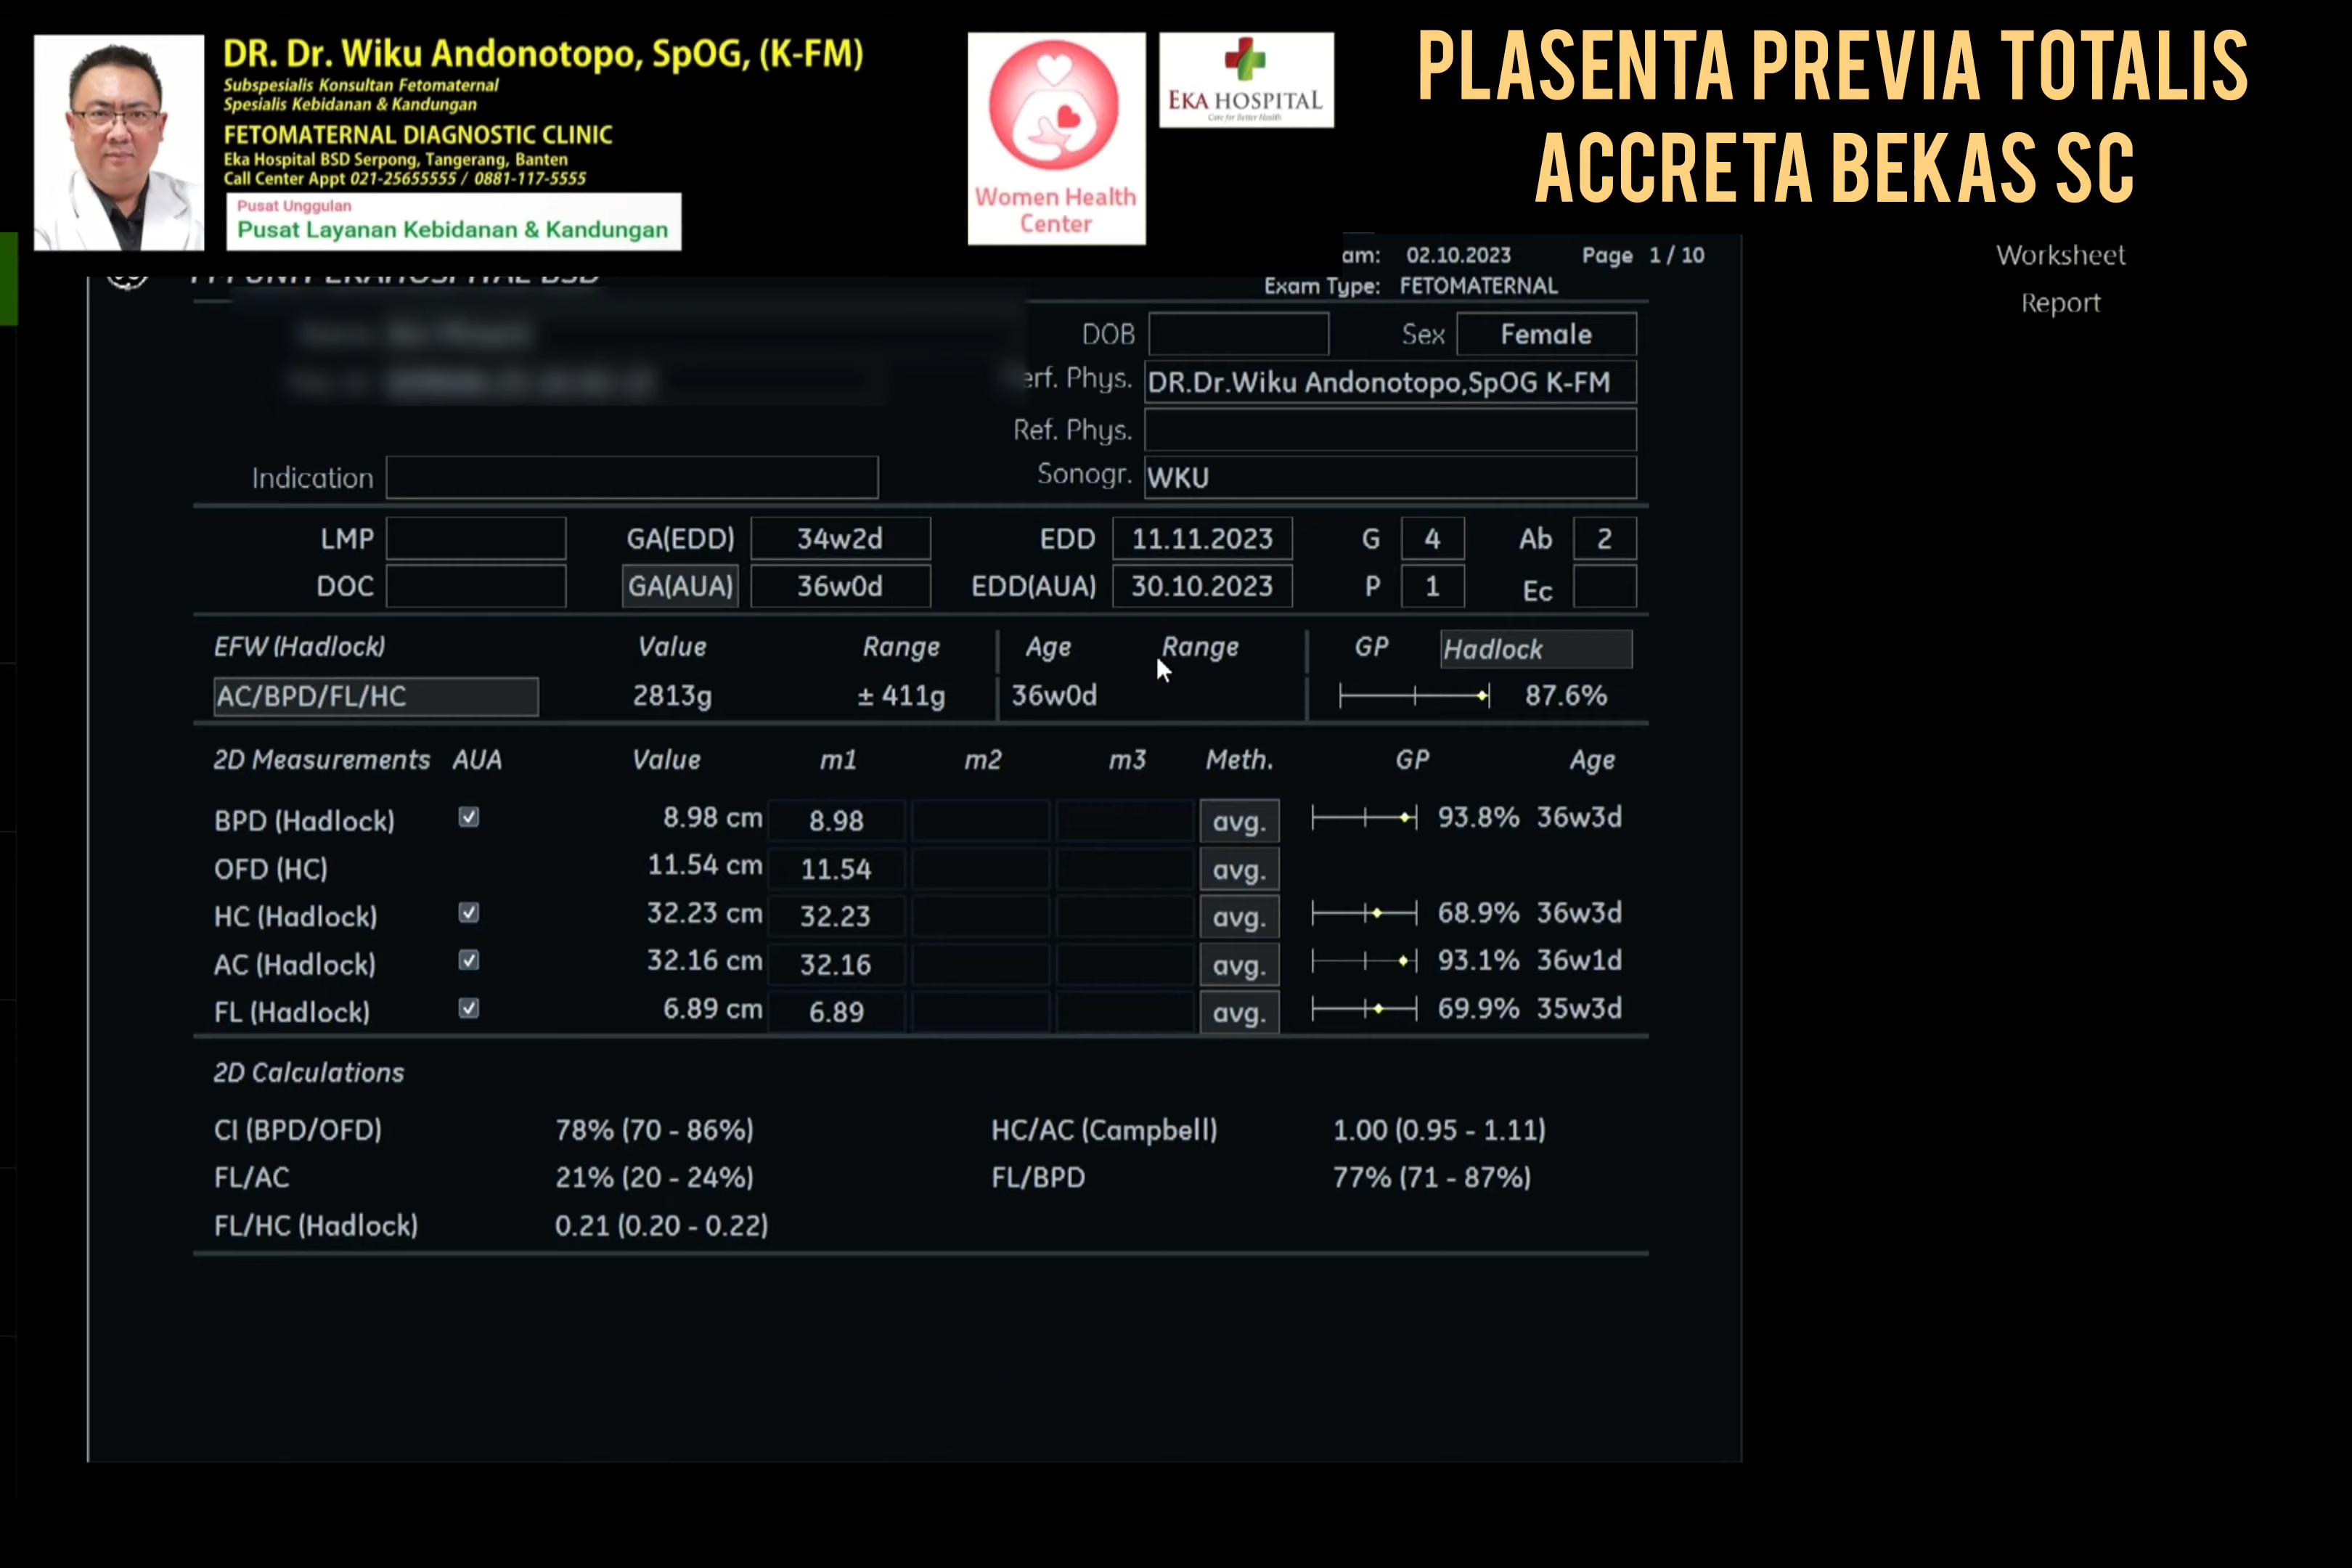 DR. Dr. Wiku Andonotopo, SpOG, (K-FM)
Subspesialis Konsultan Fetomaternal
Spesialis Kebidanan & Kandungan
FETOMATERNAL DIAGNOSTIC CLINIC
Eka Hospital BSD Serpong, Tangerang, Banten
Call Center Appt 021-25655555 / 0881-117-5555
Pusat Unggulan
Pusat Layanan Kebidanan & Kandungan
Women Health
Center
EKA HOSPITAL
Care for Better Health
PLASENTA PREVIA TOTALIS
ACCRETA BEKAS SC
Worksheet
Report
am: 02.10.2023 Page 1 / 10
Exam Type: FETOMATERNAL
DOB Sex Female
erf. Phys. DR.Dr.Wiku Andonotopo,SpOG K-FM
Ref. Phys.
Indication Sonogr. WKU
LMP GA(EDD) 34w2d EDD 11.11.2023 G 4 Ab 2
DOC GA(AUA) 36w0d EDD(AUA) 30.10.2023 P 1 Ec
EFW (Hadlock) Value Range Age Range GP Hadlock
AC/BPD/FL/HC 2813g ± 411g 36w0d 87.6%
2D Measurements AUA Value m1 m2 m3 Meth. GP Age
BPD (Hadlock) 8.98 cm 8.98 avg. 93.8% 36w3d
OFD (HC) 11.54 cm 11.54 avg.
HC (Hadlock) 32.23 cm 32.23 avg. 68.9% 36w3d
AC (Hadlock) 32.16 cm 32.16 avg. 93.1% 36w1d
FL (Hadlock) 6.89 cm 6.89 avg. 69.9% 35w3d
2D Calculations
CI (BPD/OFD) 78% (70 - 86%) HC/AC (Campbell) 1.00 (0.95 - 1.11)
FL/AC 21% (20 - 24%) FL/BPD 77% (71 - 87%)
FL/HC (Hadlock) 0.21 (0.20 - 0.22)